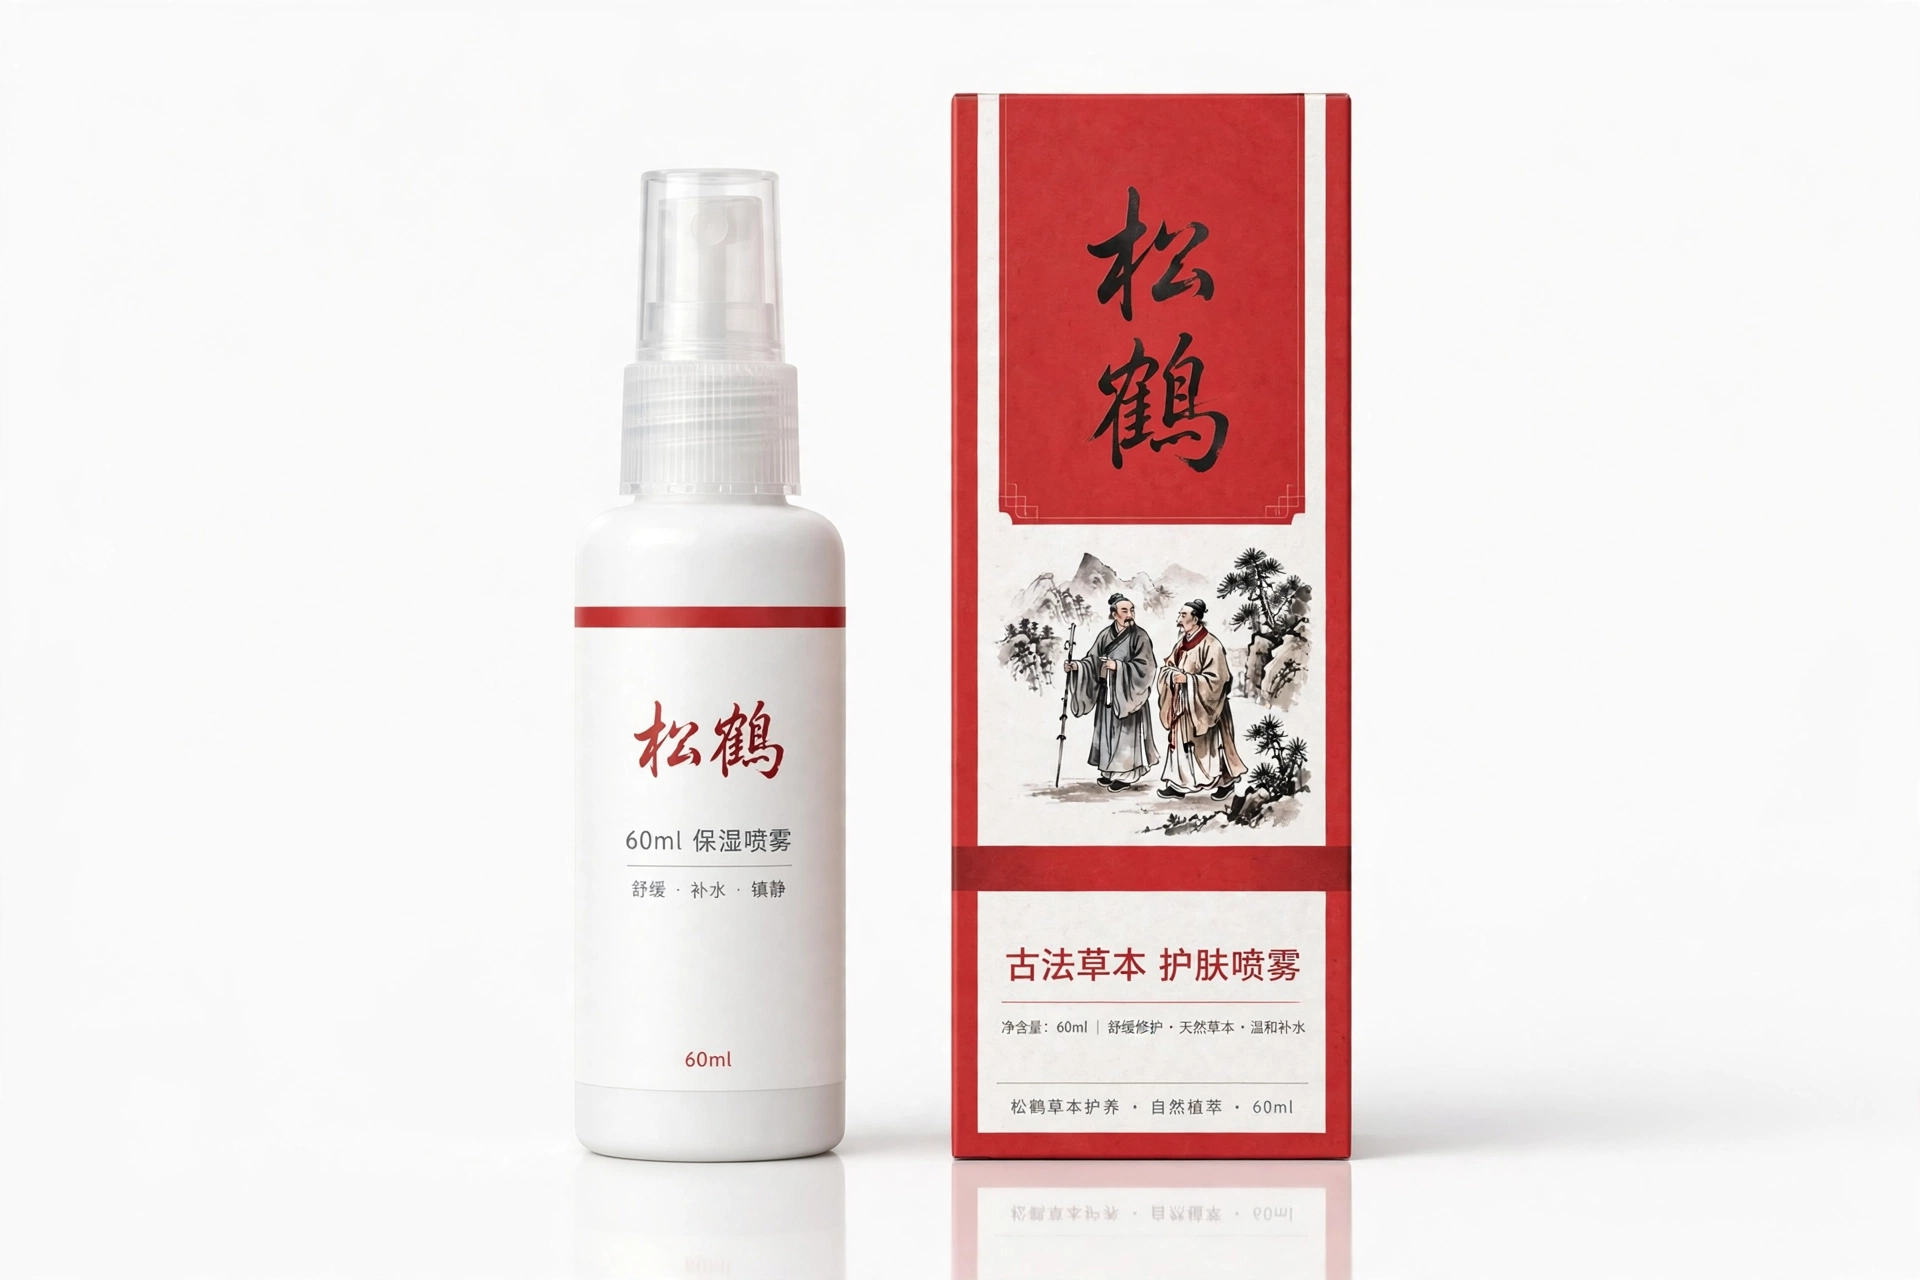 松鹤
60ml 保湿喷雾
舒缓 · 补水 · 镇静
60ml
松
鹤
古法草本 护肤喷雾
净含量：60ml｜舒缓修护·天然草本·温和补水
松鹤草本护养 · 自然植萃 · 60ml